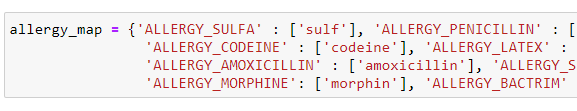 allergy_map = {'ALLERGY_SULFA' : ['sulf'], 'ALLERGY_PENICILLIN' : [
'ALLERGY_CODEINE' : ['codeine'], 'ALLERGY_LATEX' :
'ALLERGY_AMOXICILLIN' : ['amoxicillin'], 'ALLERGY_S
'ALLERGY_MORPHINE': ['morphin'], 'ALLERGY_BACTRIM'